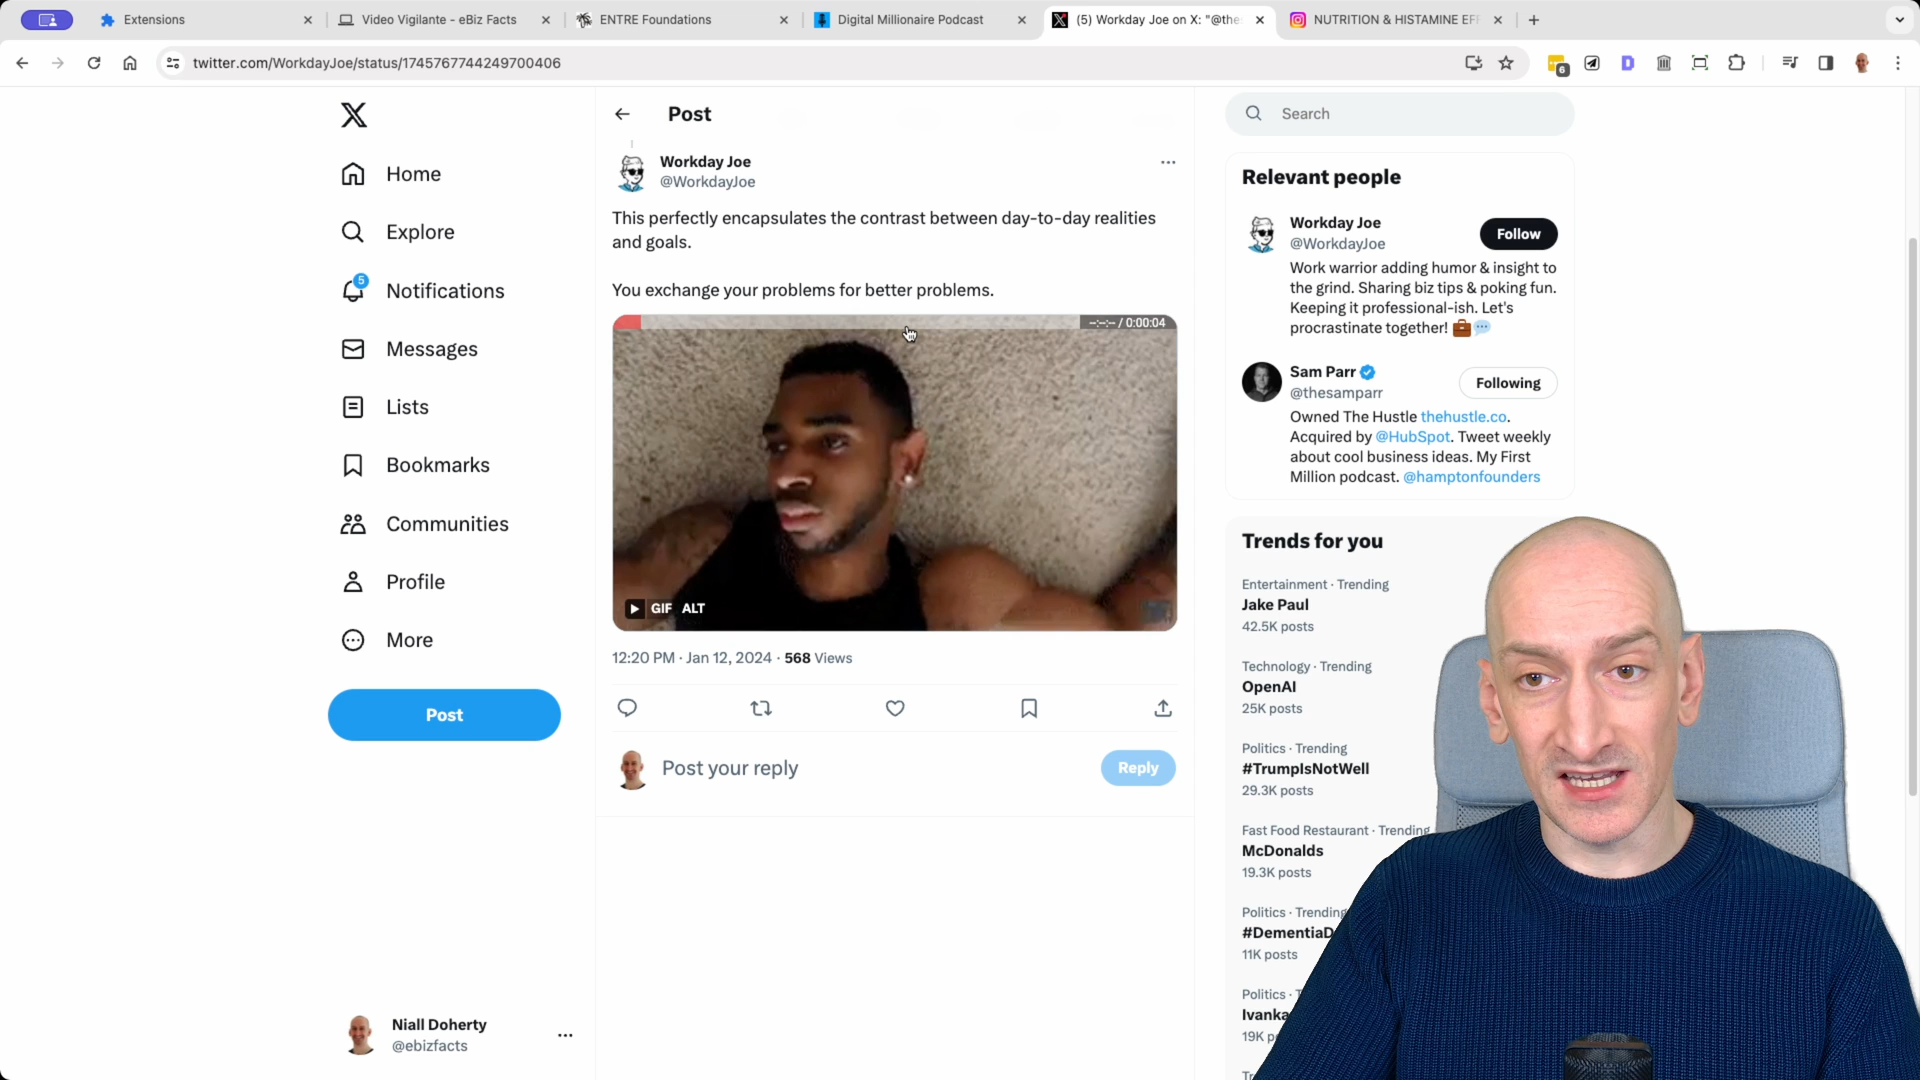 Extensions
Video Vigilante - eBiz Facts
ENTRE Foundations
Digital Millionaire Podcast
(5) Workday Joe on X: "@the
NUTRITION & HISTAMINE EF
twitter.com/WorkdayJoe/status/1745767744249700406
6
D
Home
Explore
5
Notifications
Messages
Lists
Bookmarks
Communities
Profile
More
Post
Niall Doherty
@ebizfacts
Post
Workday Joe
@WorkdayJoe
This perfectly encapsulates the contrast between day-to-day realities
and goals.
You exchange your problems for better problems.
--:--:-- / 0:00:04
GIF ALT
12:20 PM · Jan 12, 2024 · 568 Views
Post your reply
Reply
Search
Relevant people
Workday Joe
@WorkdayJoe
Follow
Work warrior adding humor & insight to
the grind. Sharing biz tips & poking fun.
Keeping it professional-ish. Let's
procrastinate together!
Sam Parr
@thesamparr
Following
Owned The Hustle thehustle.co.
Acquired by @HubSpot. Tweet weekly
about cool business ideas. My First
Million podcast. @hamptonfounders
Trends for you
Entertainment · Trending
Jake Paul
42.5K posts
Technology · Trending
OpenAI
25K posts
Politics · Trending
#TrumpIsNotWell
29.3K posts
Fast Food Restaurant · Trending
McDonalds
19.3K posts
Politics · Trending
#DementiaD
11K posts
Politics · T
Ivanka
19K p